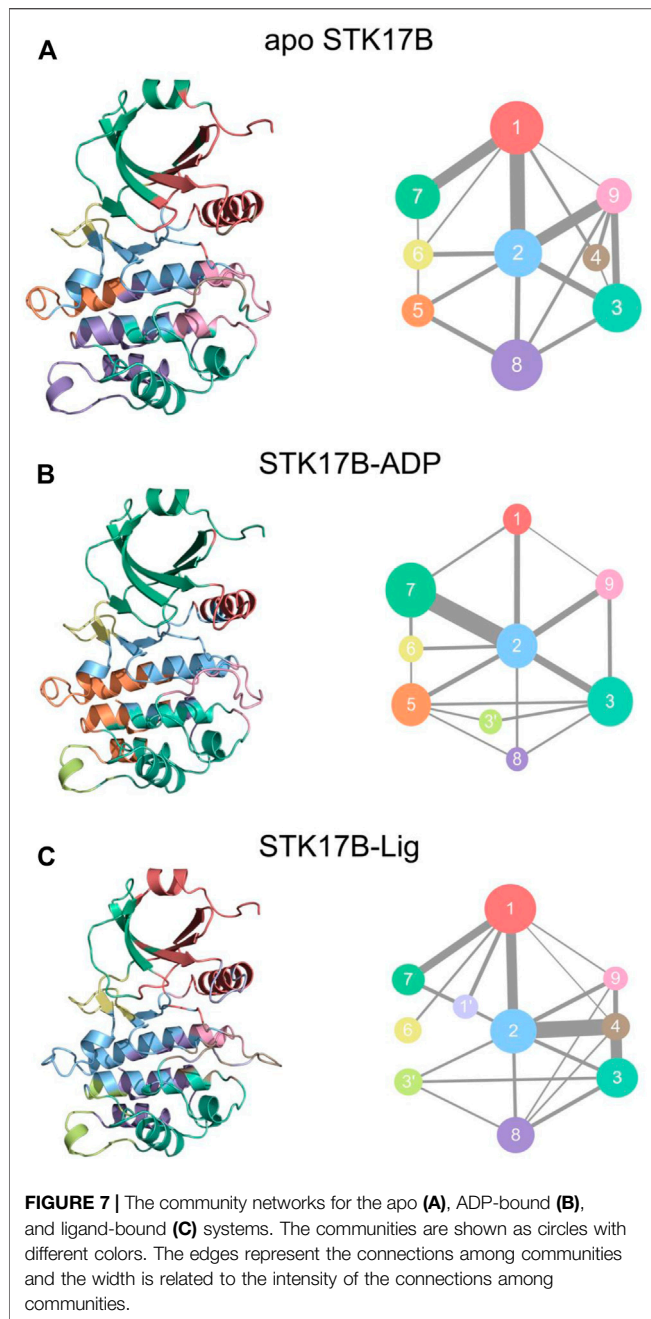 A
apo STK17B
1
7
9
2
6
4
5
3
8
B
STK17B-ADP
1
7
9
2
6
5
3
3'
8
C
STK17B-Lig
1
7
9
1'
2
4
6
3'
3
8
FIGURE 7 | The community networks for the apo (A), ADP-bound (B),
and ligand-bound (C) systems. The communities are shown as circles with
different colors. The edges represent the connections among communities
and the width is related to the intensity of the connections among
communities.